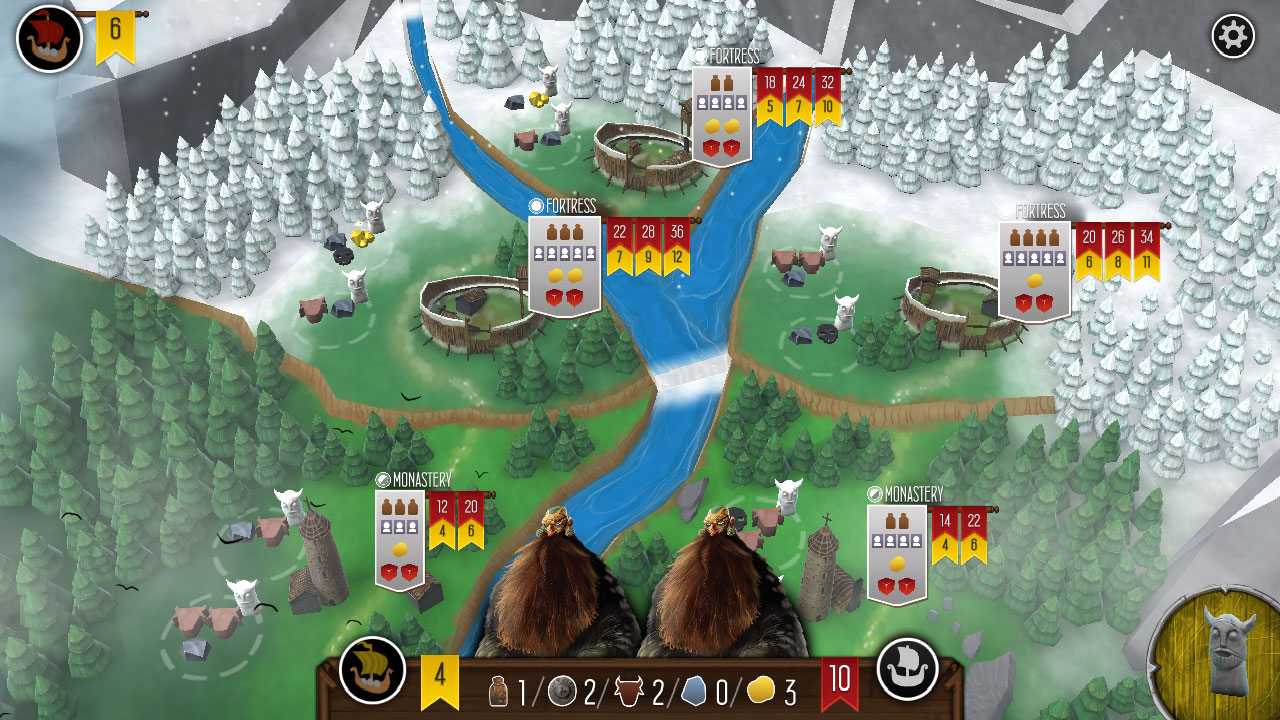 6
FORTRESS
18 24 32
5 7 10
FORTRESS
22 28 36
7 9 12
FORTRESS
20 26 34
6 8 11
MONASTERY
12 20
4 6
MONASTERY
14 22
4 6
4
1/ 2/ 2/ 0/ 3
10